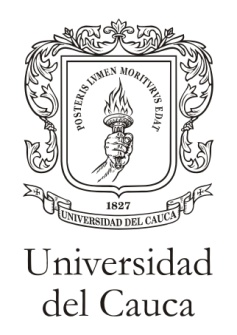 POSTERIS LVMEN MORITVRVS EDAT
1827
UNIVERSIDAD DEL CAUCA
Universidad
del Cauca